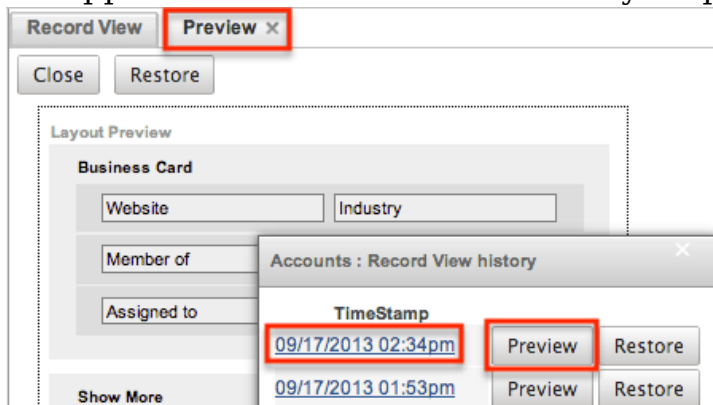 Record View Preview ×
Close Restore
Layout Preview
Business Card
Website Industry
Member of
Assigned to
Show More
Accounts : Record View history ×
TimeStamp
09/17/2013 02:34pm Preview Restore
09/17/2013 01:53pm Preview Restore